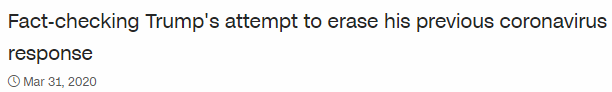 Fact-checking Trump's attempt to erase his previous coronavirus
response
Mar 31, 2020